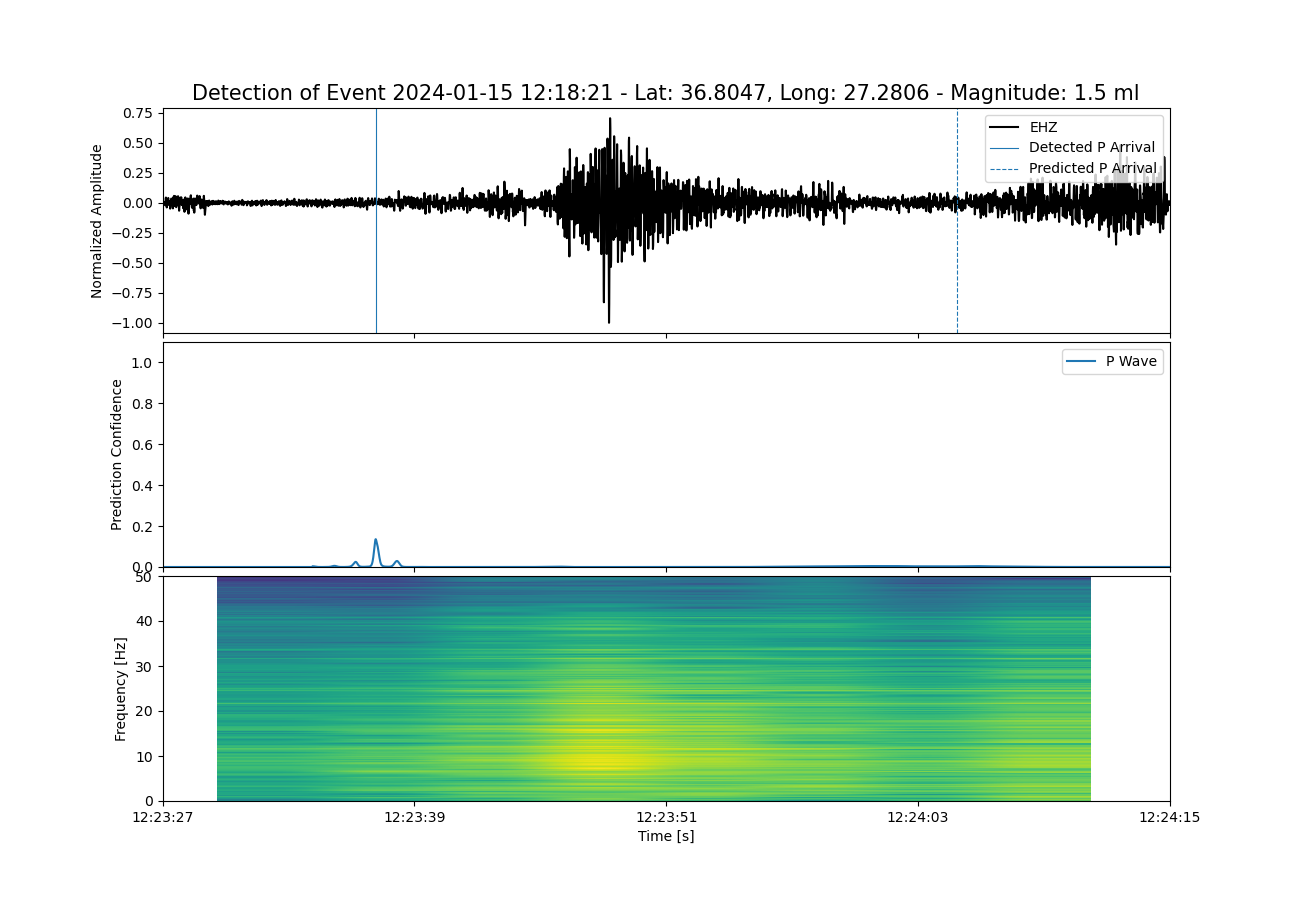 Detection of Event 2024-01-15 12:18:21 - Lat: 36.8047, Long: 27.2806 - Magnitude: 1.5 ml
Normalized Amplitude
0.75
0.50
0.25
0.00
−0.25
−0.50
−0.75
−1.00
EHZ
Detected P Arrival
Predicted P Arrival
Prediction Confidence
1.0
0.8
0.6
0.4
0.2
0.0
P Wave
Frequency [Hz]
50
40
30
20
10
0
12:23:27
12:23:39
12:23:51
12:24:03
12:24:15
Time [s]